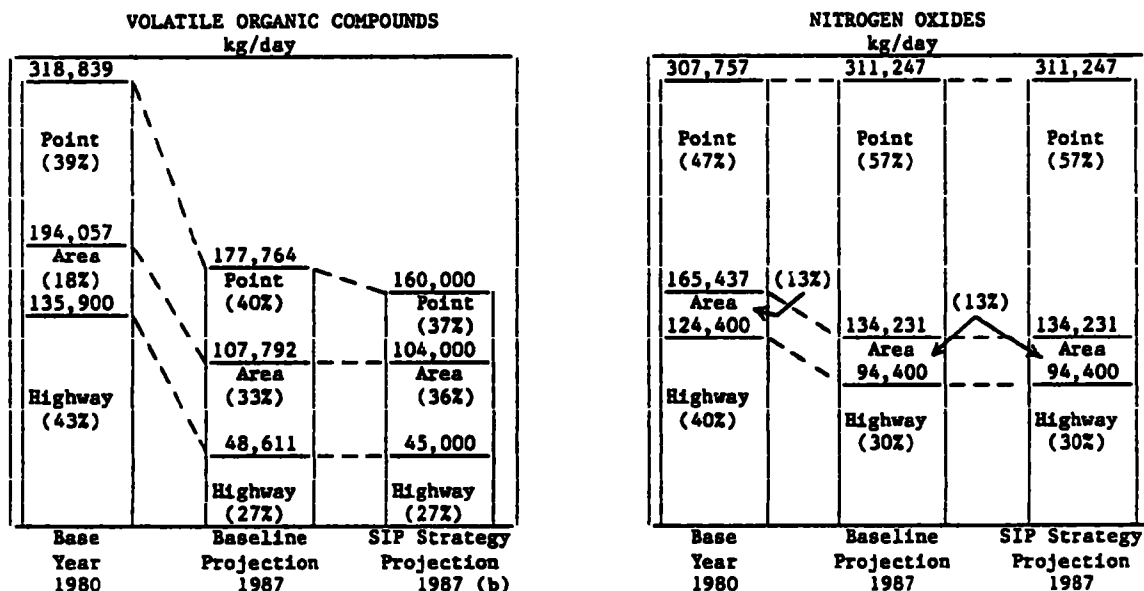 VOLATILE ORGANIC COMPOUNDS
kg/day
318,839
Point
(39%)
194,057
Area
(18%)
135,900
Highway
(43%)
Base
Year
1980
177,764
Point
(40%)
107,792
Area
(33%)
48,611
Highway
(27%)
Baseline
Projection
1987
160,000
Point
(37%)
104,000
Area
(36%)
45,000
Highway
(27%)
SIP Strategy
Projection
1987 (b)
NITROGEN OXIDES
kg/day
307,757
Point
(47%)
165,437
Area
(13%)
124,400
Highway
(40%)
Base
Year
1980
311,247
Point
(57%)
134,231
Area
(13%)
94,400
Highway
(30%)
Baseline
Projection
1987
311,247
Point
(57%)
134,231
Area
94,400
Highway
(30%)
SIP Strategy
Projection
1987